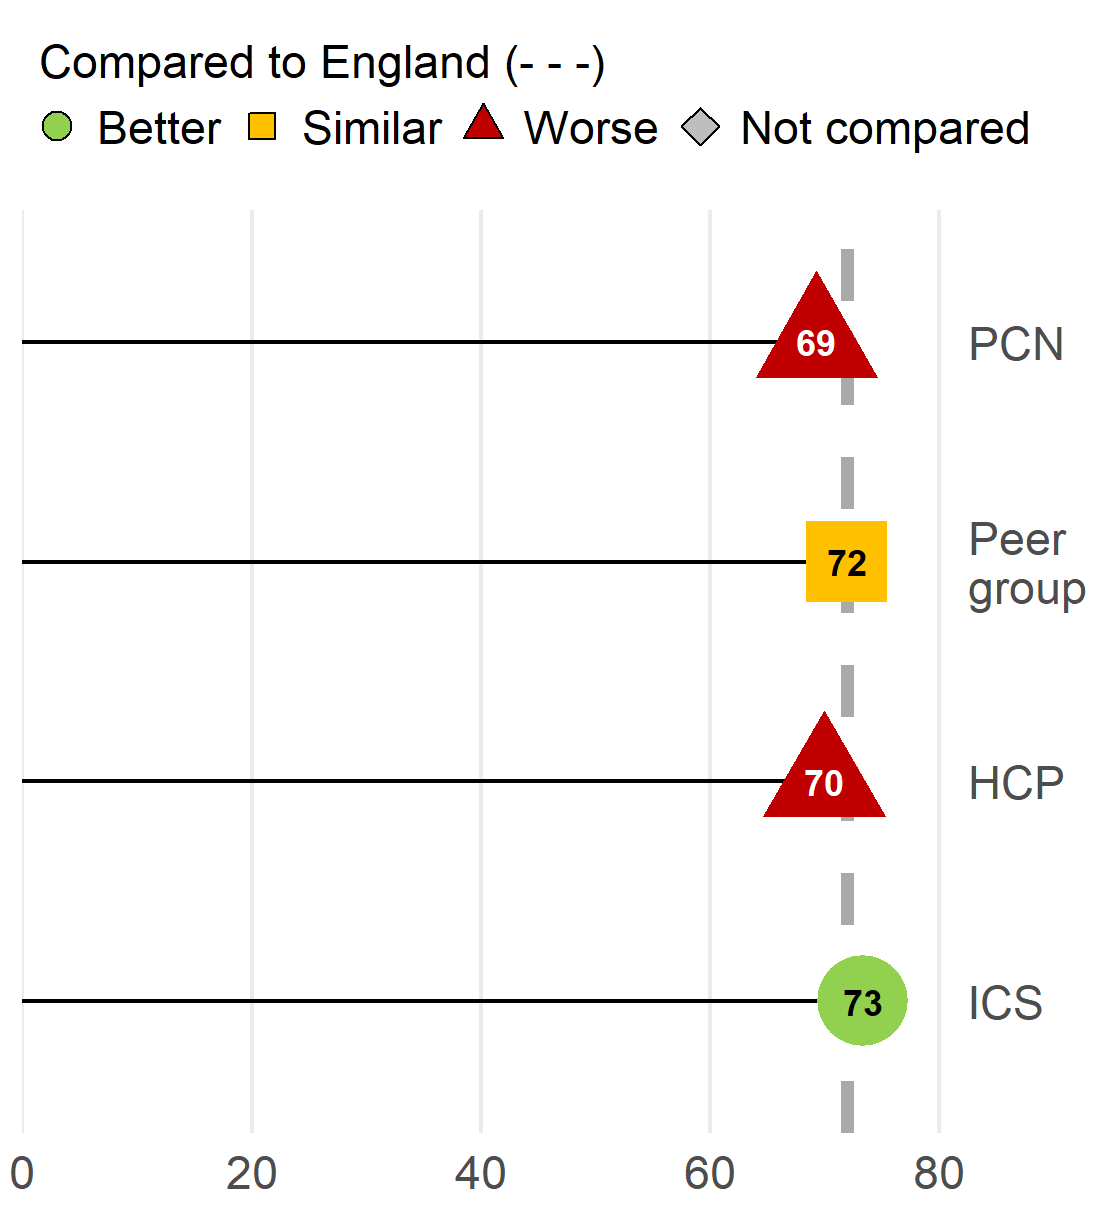 Compared to England (- - -)
Better Similar Worse Not compared
69 PCN
72 Peer
group
70 HCP
73 ICS
0 20 40 60 80